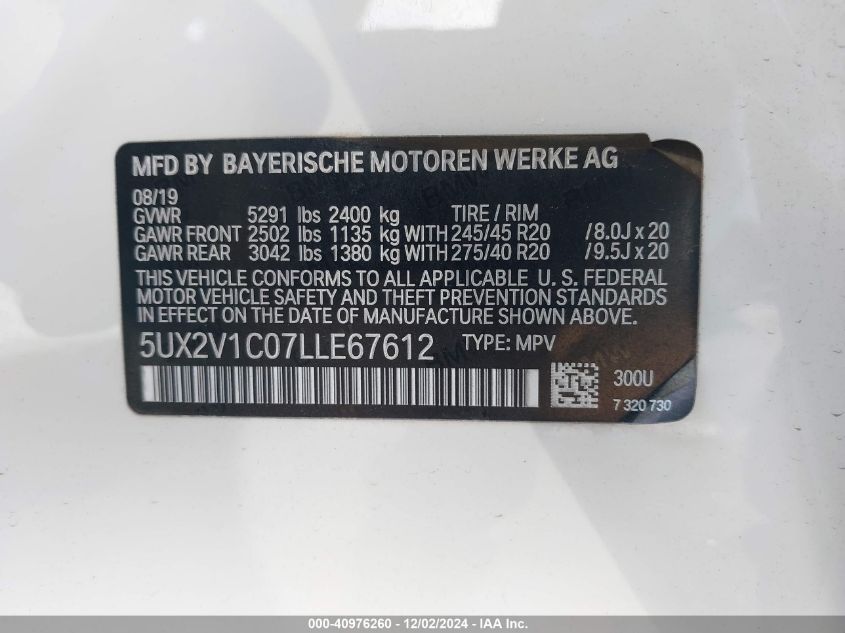 MFD BY BAYERISCHE MOTOREN WERKE AG
08/19
GVWR 5291 lbs 2400 kg TIRE / RIM
GAWR FRONT 2502 lbs 1135 kg WITH 245/45 R20 /8.0J x 20
GAWR REAR 3042 lbs 1380 kg WITH 275/40 R20 /9.5J x 20
THIS VEHICLE CONFORMS TO ALL APPLICABLE U. S. FEDERAL
MOTOR VEHICLE SAFETY AND THEFT PREVENTION STANDARDS
IN EFFECT ON THE DATE OF MANUFACTURE SHOWN ABOVE.
5UX2V1C07LLE67612 TYPE: MPV
300U
7 320 730
000-40976260 - 12/02/2024 - IAA Inc.